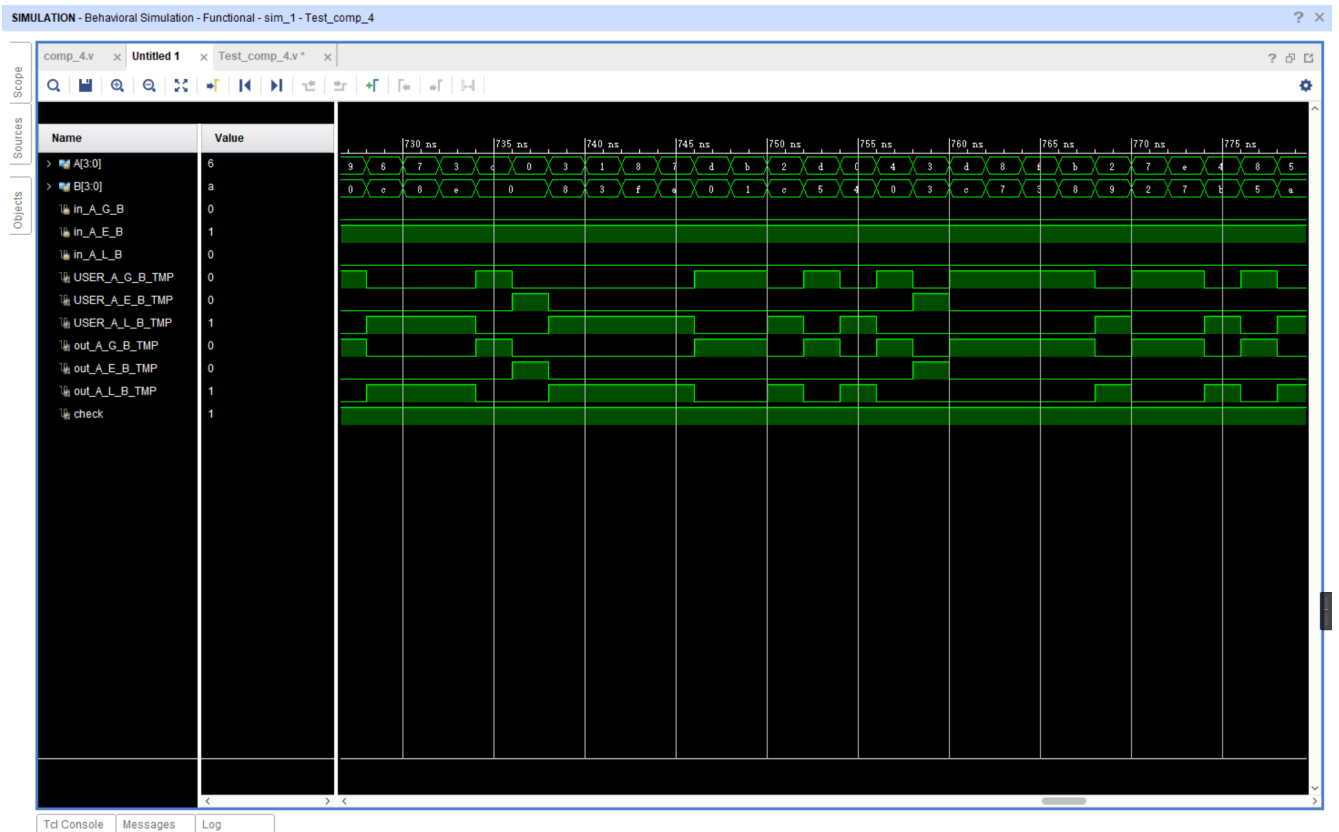 SIMULATION - Behavioral Simulation - Functional - sim_1 - Test_comp_4
comp_4.v Untitled 1 Test_comp_4.v*
Scope
Sources
Objects
Name Value
730 ns 735 ns 740 ns 745 ns 750 ns 755 ns 760 ns 765 ns 770 ns 775 ns
A[3:0] 6 9 6 7 3 c 0 3 1 8 7 d b 2 d 0 4 3 d 8 f b 2 7 e 4 8 5
B[3:0] a 0 c 8 e 0 8 3 f a 0 1 c 5 4 0 3 c 7 3 8 9 2 7 b 5 a
in_A_G_B 0
in_A_E_B 1
in_A_L_B 0
USER_A_G_B_TMP 0
USER_A_E_B_TMP 0
USER_A_L_B_TMP 1
out_A_G_B_TMP 0
out_A_E_B_TMP 0
out_A_L_B_TMP 1
check 1
Tcl Console Messages Log